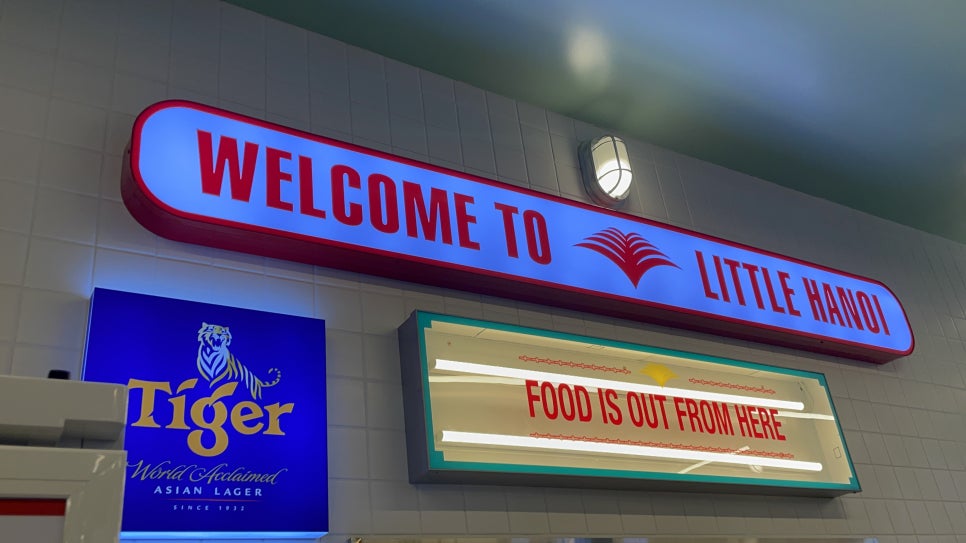 WELCOME TO LITTLE HANOI
Tiger
World Acclaimed
ASIAN LAGER
SINCE 1932
FOOD IS OUT FROM HERE